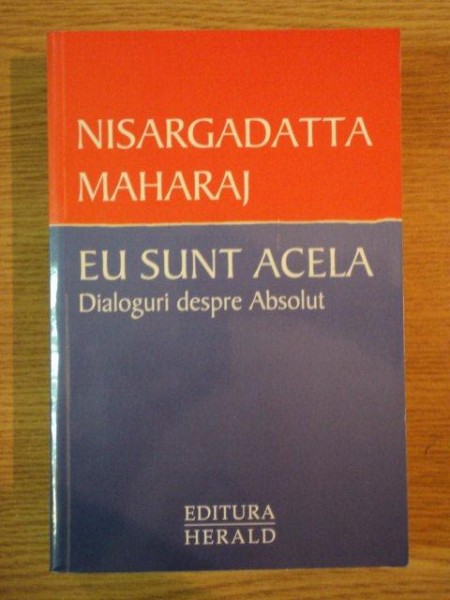 NISARGADATTA
MAHARAJ
EU SUNT ACELA
Dialoguri despre Absolut
EDITURA
HERALD